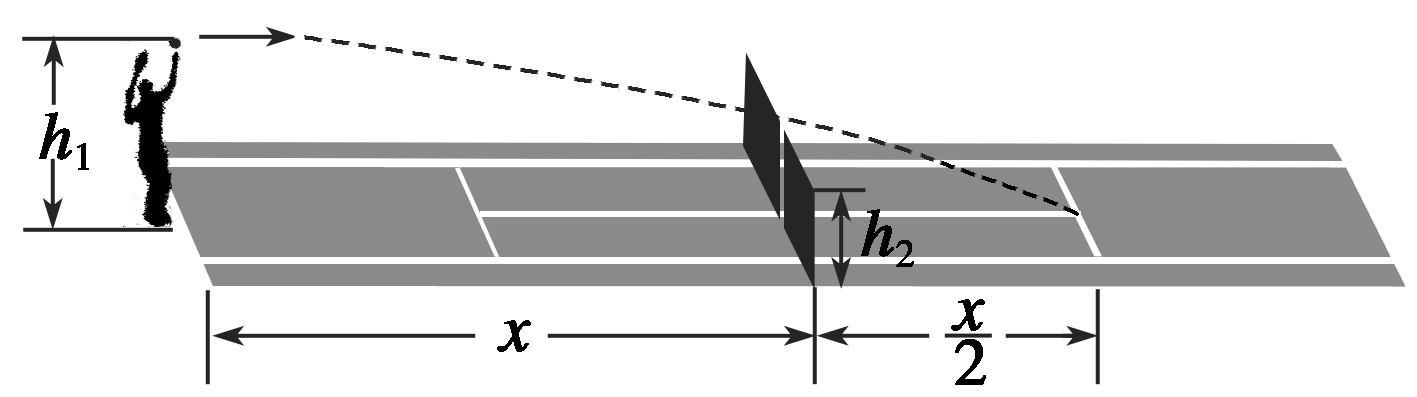 h₁
h₂
x
x/2